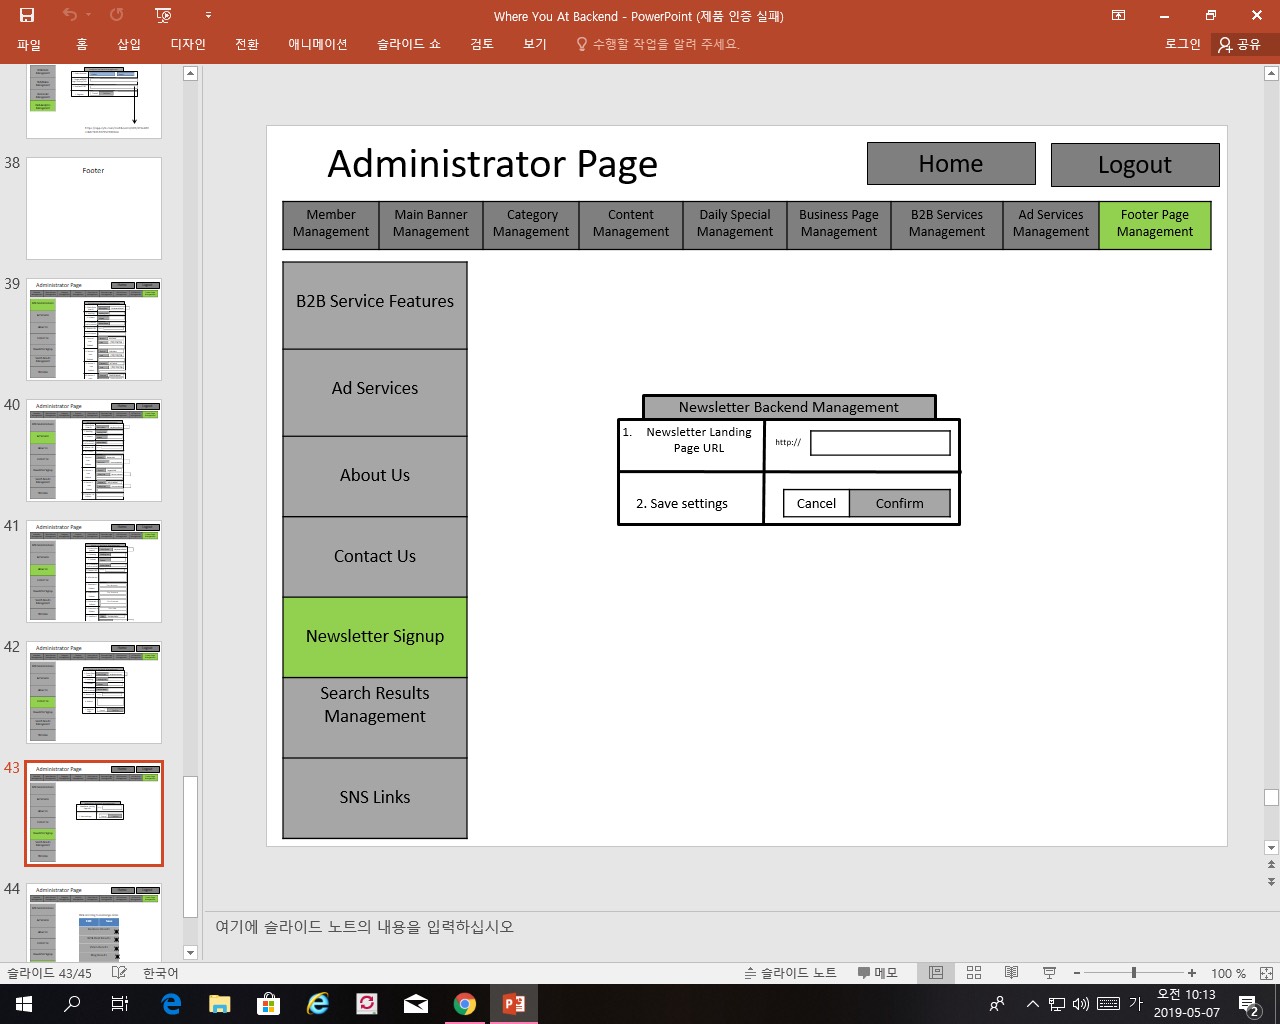 Where You At Backend - PowerPoint (제품 인증 실패)
파일 홈 삽입 디자인 전환 애니메이션 슬라이드 쇼 검토 보기 수행할 작업을 알려 주세요. 로그인 공유
38
Footer
39
Administrator Page
40
Administrator Page
41
Administrator Page
42
Administrator Page
43
Administrator Page
44
Administrator Page
Administrator Page
Home
Logout
Member Management
Main Banner Management
Category Management
Content Management
Daily Special Management
Business Page Management
B2B Services Management
Ad Services Management
Footer Page Management
B2B Service Features
Ad Services
About Us
Contact Us
Newsletter Signup
Search Results
Management
SNS Links
Newsletter Backend Management
1. Newsletter Landing
Page URL
http://
2. Save settings
Cancel
Confirm
여기에 슬라이드 노트의 내용을 입력하십시오
슬라이드 43/45 한국어 슬라이드 노트 메모 100 %
가 오전 10:13
2019-05-07
2